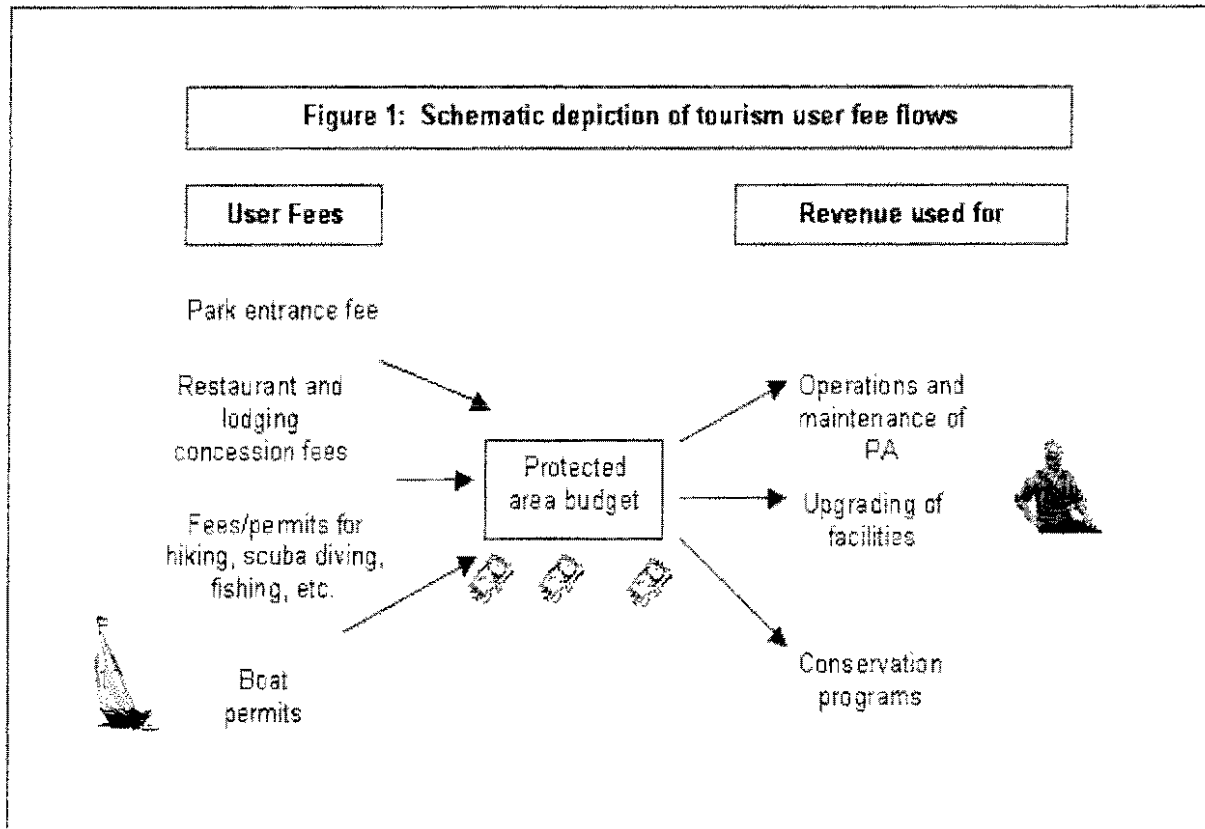 Figure 1: Schematic depiction of tourism user fee flows
User Fees
Revenue used for
Park entrance fee
Restaurant and
lodging
concession fees
Fees/permits for
hiking, scuba diving,
fishing, etc.
Boat
permits
Protected
area budget
Operations and
maintenance of
PA
Upgrading of
facilities
Conservation
programs